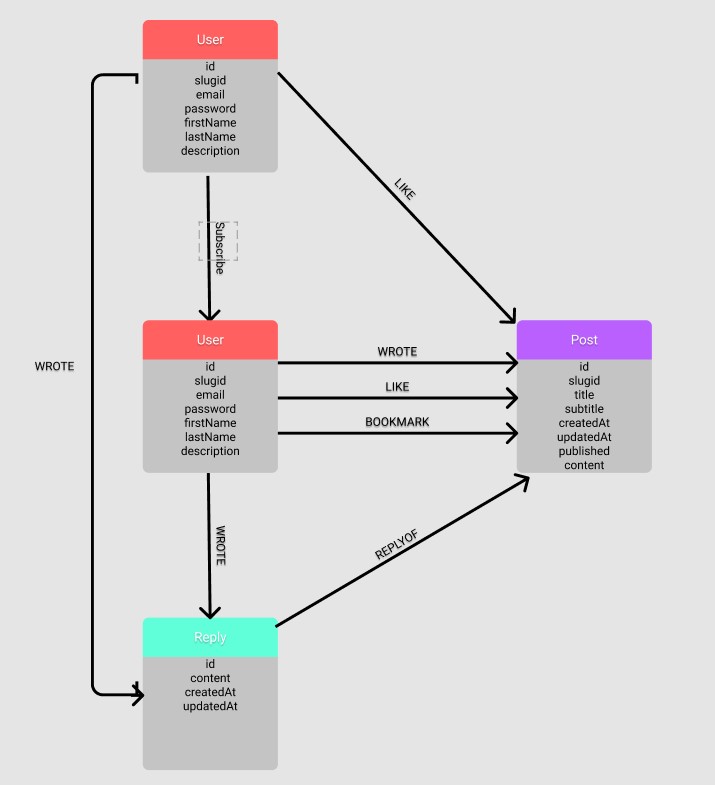 User
id
slugid
email
password
firstName
lastName
description
LIKE
Subscribe
User
id
slugid
email
password
firstName
lastName
description
WROTE
WROTE
LIKE
BOOKMARK
Post
id
slugid
title
subtitle
createdAt
updatedAt
published
content
WROTE
REPLYOF
Reply
id
content
createdAt
updatedAt